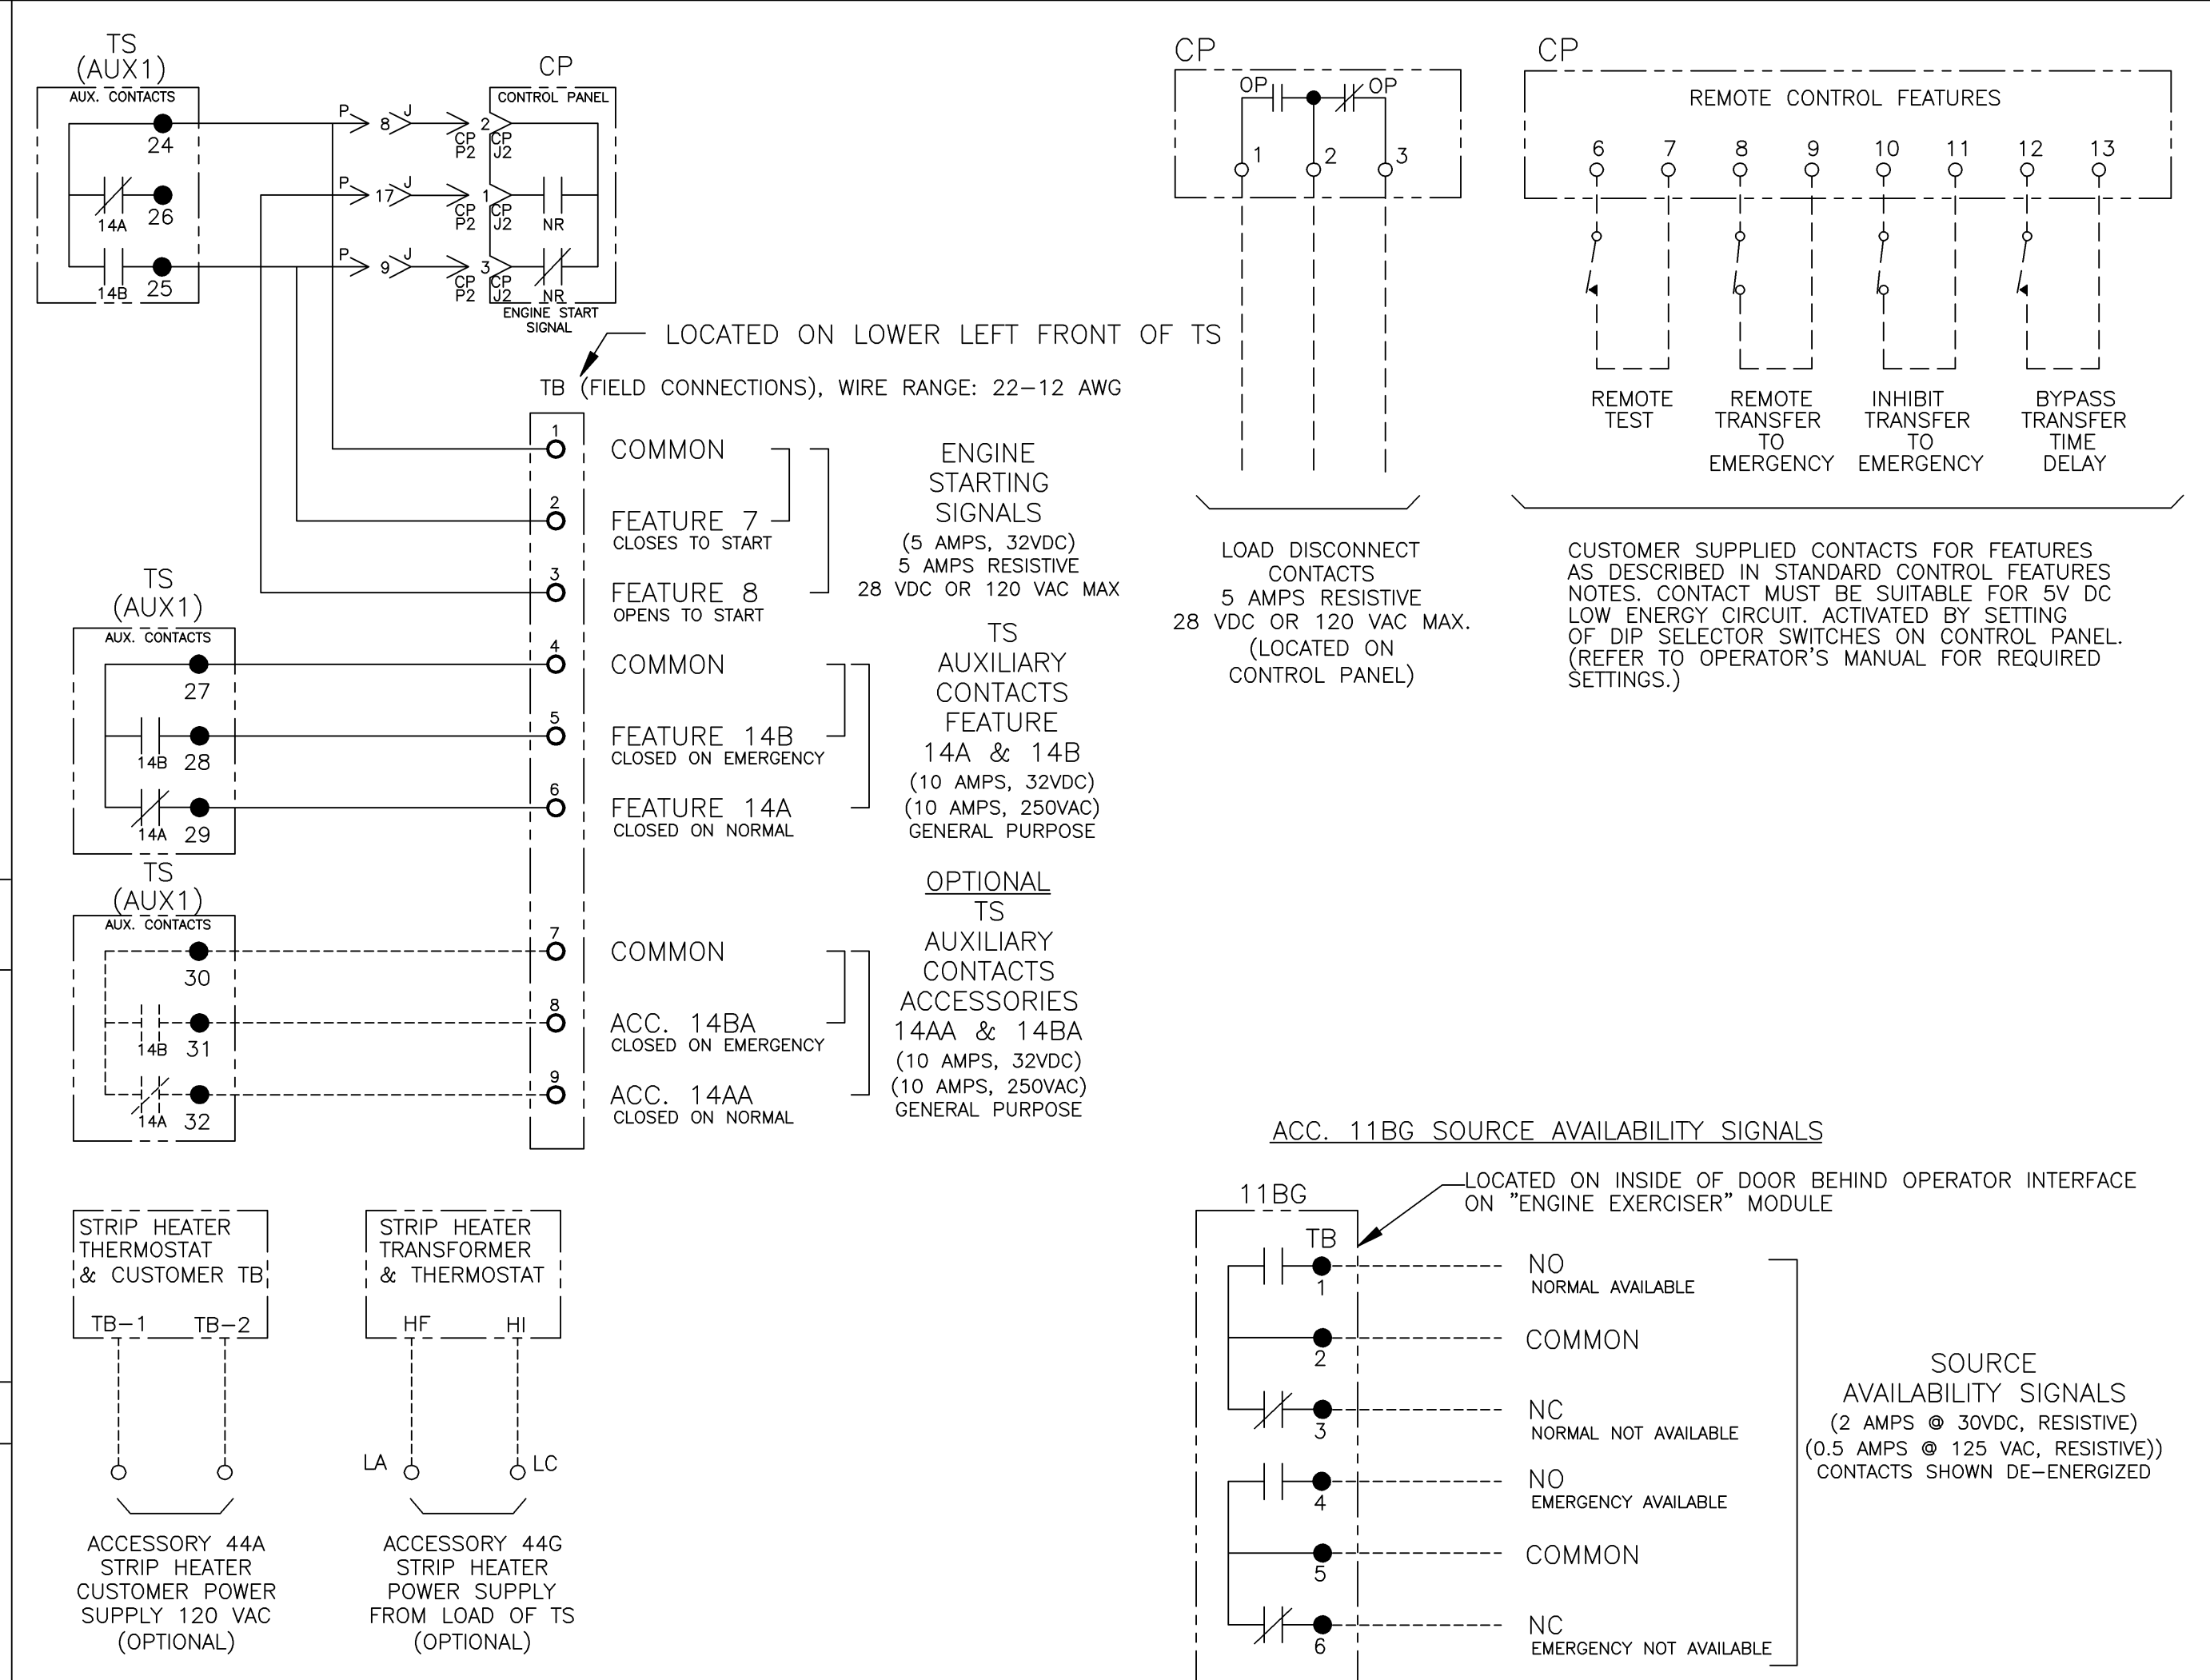 TS
(AUX1)
AUX. CONTACTS
24
26
14A
14B
25
P
8
J
CP
P2
2
CP
J2
P
17
J
CP
P2
1
CP
J2
NR
P
9
J
CP
P2
3
CP
J2
NR
CP
CONTROL PANEL
ENGINE START
SIGNAL
LOCATED ON LOWER LEFT FRONT OF TS
TB (FIELD CONNECTIONS), WIRE RANGE: 22-12 AWG
1
COMMON
2
FEATURE 7
CLOSES TO START
3
FEATURE 8
OPENS TO START
ENGINE
STARTING
SIGNALS
(5 AMPS, 32VDC)
5 AMPS RESISTIVE
28 VDC OR 120 VAC MAX
TS
(AUX1)
AUX. CONTACTS
27
14B
28
14A
29
4
COMMON
5
FEATURE 14B
CLOSED ON EMERGENCY
6
FEATURE 14A
CLOSED ON NORMAL
TS
AUXILIARY
CONTACTS
FEATURE
14A & 14B
(10 AMPS, 32VDC)
(10 AMPS, 250VAC)
GENERAL PURPOSE
TS
(AUX1)
AUX. CONTACTS
30
14B
31
14A
32
7
COMMON
8
ACC. 14BA
CLOSED ON EMERGENCY
9
ACC. 14AA
CLOSED ON NORMAL
OPTIONAL
TS
AUXILIARY
CONTACTS
ACCESSORIES
14AA & 14BA
(10 AMPS, 32VDC)
(10 AMPS, 250VAC)
GENERAL PURPOSE
CP
OP
OP
1
2
3
LOAD DISCONNECT
CONTACTS
5 AMPS RESISTIVE
28 VDC OR 120 VAC MAX.
(LOCATED ON
CONTROL PANEL)
CP
REMOTE CONTROL FEATURES
6 7 8 9 10 11 12 13
REMOTE
TEST
REMOTE
TRANSFER
TO
EMERGENCY
INHIBIT
TRANSFER
TO
EMERGENCY
BYPASS
TRANSFER
TIME
DELAY
CUSTOMER SUPPLIED CONTACTS FOR FEATURES
AS DESCRIBED IN STANDARD CONTROL FEATURES
NOTES. CONTACT MUST BE SUITABLE FOR 5V DC
LOW ENERGY CIRCUIT. ACTIVATED BY SETTING
OF DIP SELECTOR SWITCHES ON CONTROL PANEL.
(REFER TO OPERATOR'S MANUAL FOR REQUIRED
SETTINGS.)
STRIP HEATER
THERMOSTAT
& CUSTOMER TB
TB-1 TB-2
ACCESSORY 44A
STRIP HEATER
CUSTOMER POWER
SUPPLY 120 VAC
(OPTIONAL)
STRIP HEATER
TRANSFORMER
& THERMOSTAT
HF HI
LA
LC
ACCESSORY 44G
STRIP HEATER
POWER SUPPLY
FROM LOAD OF TS
(OPTIONAL)
ACC. 11BG SOURCE AVAILABILITY SIGNALS
LOCATED ON INSIDE OF DOOR BEHIND OPERATOR INTERFACE
ON "ENGINE EXERCISER" MODULE
11BG
TB
1
NO
NORMAL AVAILABLE
2
COMMON
3
NC
NORMAL NOT AVAILABLE
4
NO
EMERGENCY AVAILABLE
5
COMMON
6
NC
EMERGENCY NOT AVAILABLE
SOURCE
AVAILABILITY SIGNALS
(2 AMPS @ 30VDC, RESISTIVE)
(0.5 AMPS @ 125 VAC, RESISTIVE))
CONTACTS SHOWN DE-ENERGIZED